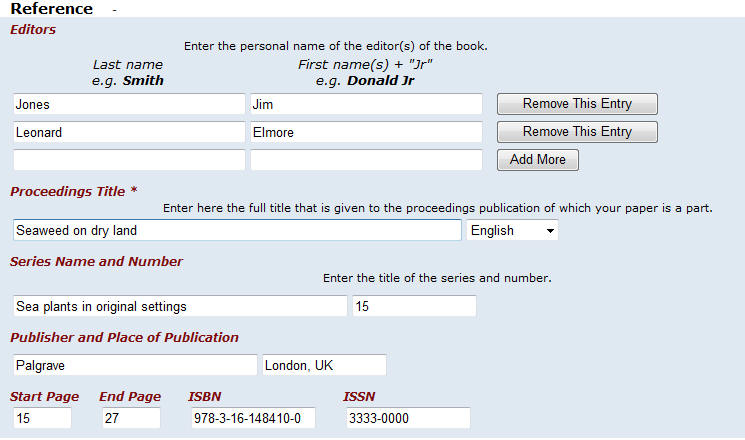 Reference -
Editors
Enter the personal name of the editor(s) of the book.
Last name First name(s) + "Jr"
e.g. Smith e.g. Donald Jr
Jones Jim Remove This Entry
Leonard Elmore Remove This Entry
Add More
Proceedings Title *
Enter here the full title that is given to the proceedings publication of which your paper is a part.
Seaweed on dry land English
Series Name and Number
Enter the title of the series and number.
Sea plants in original settings 15
Publisher and Place of Publication
Palgrave London, UK
Start Page End Page ISBN ISSN
15 27 978-3-16-148410-0 3333-0000